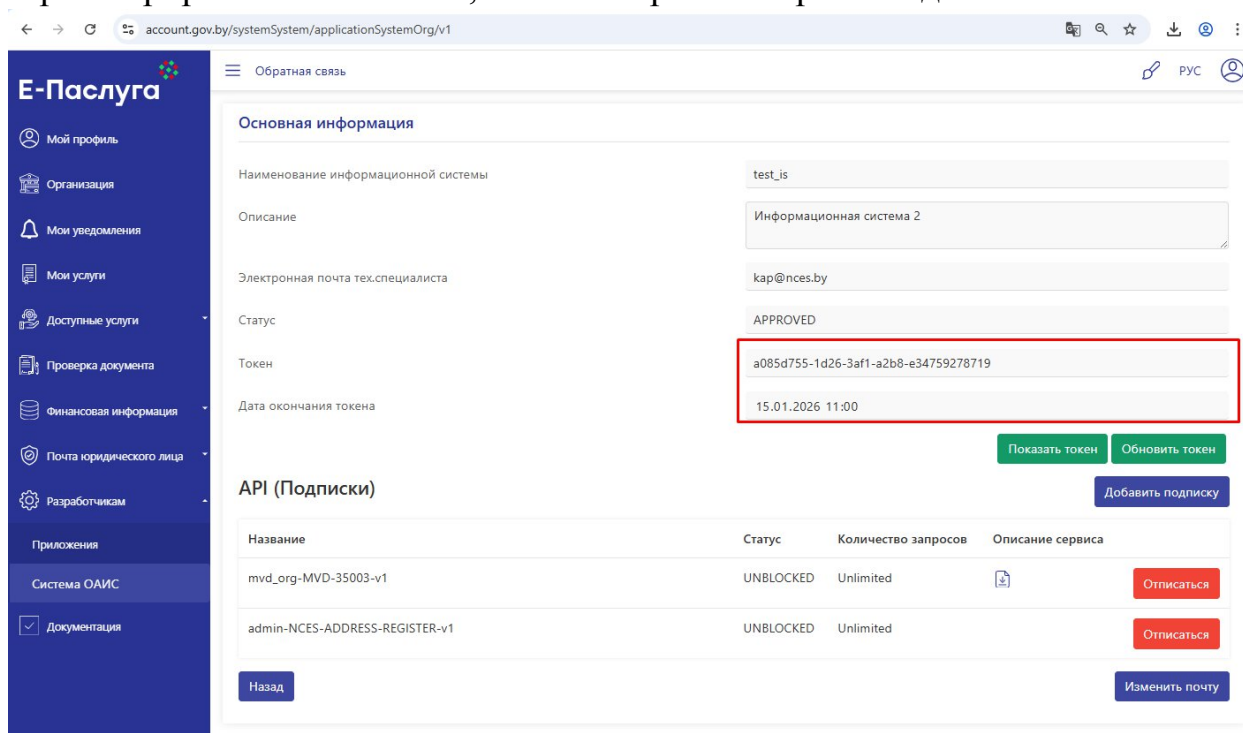 account.gov.by/systemSystem/applicationSystemOrg/v1
Е-Паслуга
Обратная связь
РУС
Мой профиль
Организация
Мои уведомления
Мои услуги
Доступные услуги
Проверка документа
Финансовая информация
Почта юридического лица
Разработчикам
Приложения
Система ОАИС
Документация
Основная информация
Наименование информационной системы
test_is
Описание
Информационная система 2
Электронная почта тех.специалиста
kap@nces.by
Статус
APPROVED
Токен
a085d755-1d26-3af1-a2b8-e34759278719
Дата окончания токена
15.01.2026 11:00
Показать токен
Обновить токен
API (Подписки)
Добавить подписку
Название Статус Количество запросов Описание сервиса
mvd_org-MVD-35003-v1 UNBLOCKED Unlimited Отписаться
admin-NCES-ADDRESS-REGISTER-v1 UNBLOCKED Unlimited Отписаться
Назад
Изменить почту